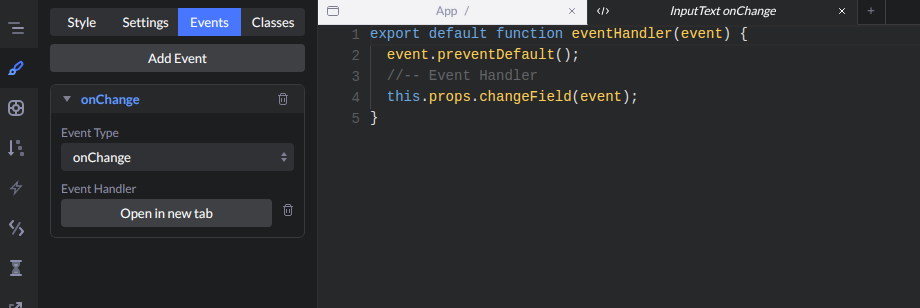 Style Settings Events Classes
Add Event
onChange
Event Type
onChange
Event Handler
Open in new tab
App / × </> InputText onChange × +
1 export default function eventHandler(event) {
2 event.preventDefault();
3 //-- Event Handler
4 this.props.changeField(event);
5 }